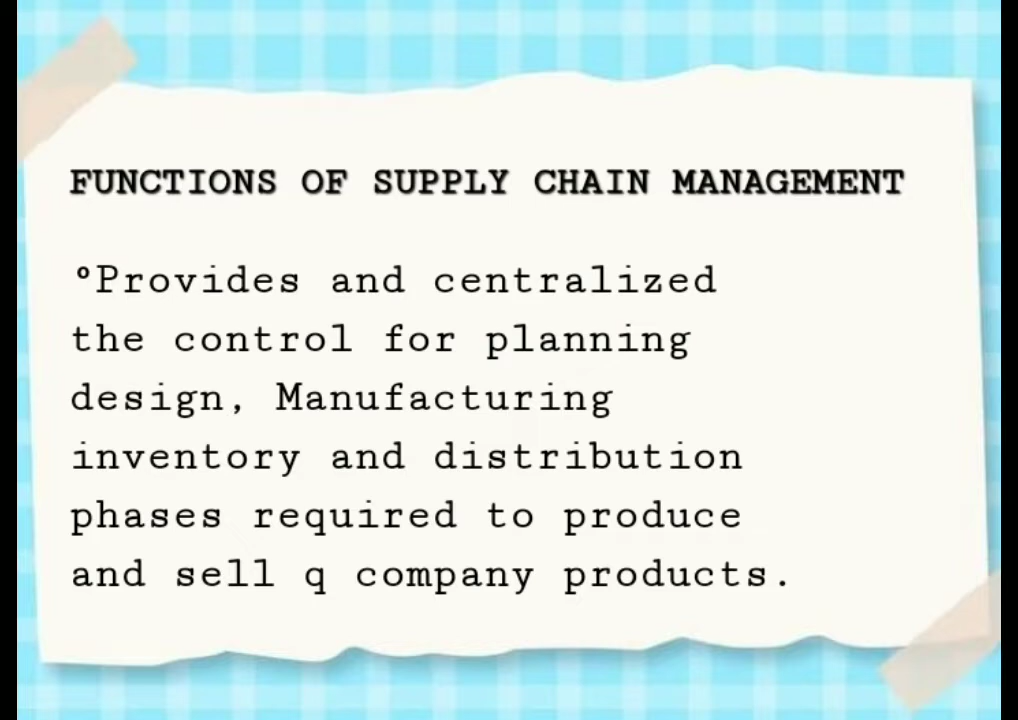 FUNCTIONS OF SUPPLY CHAIN MANAGEMENT
°Provides and centralized
the control for planning
design, Manufacturing
inventory and distribution
phases required to produce
and sell q company products.